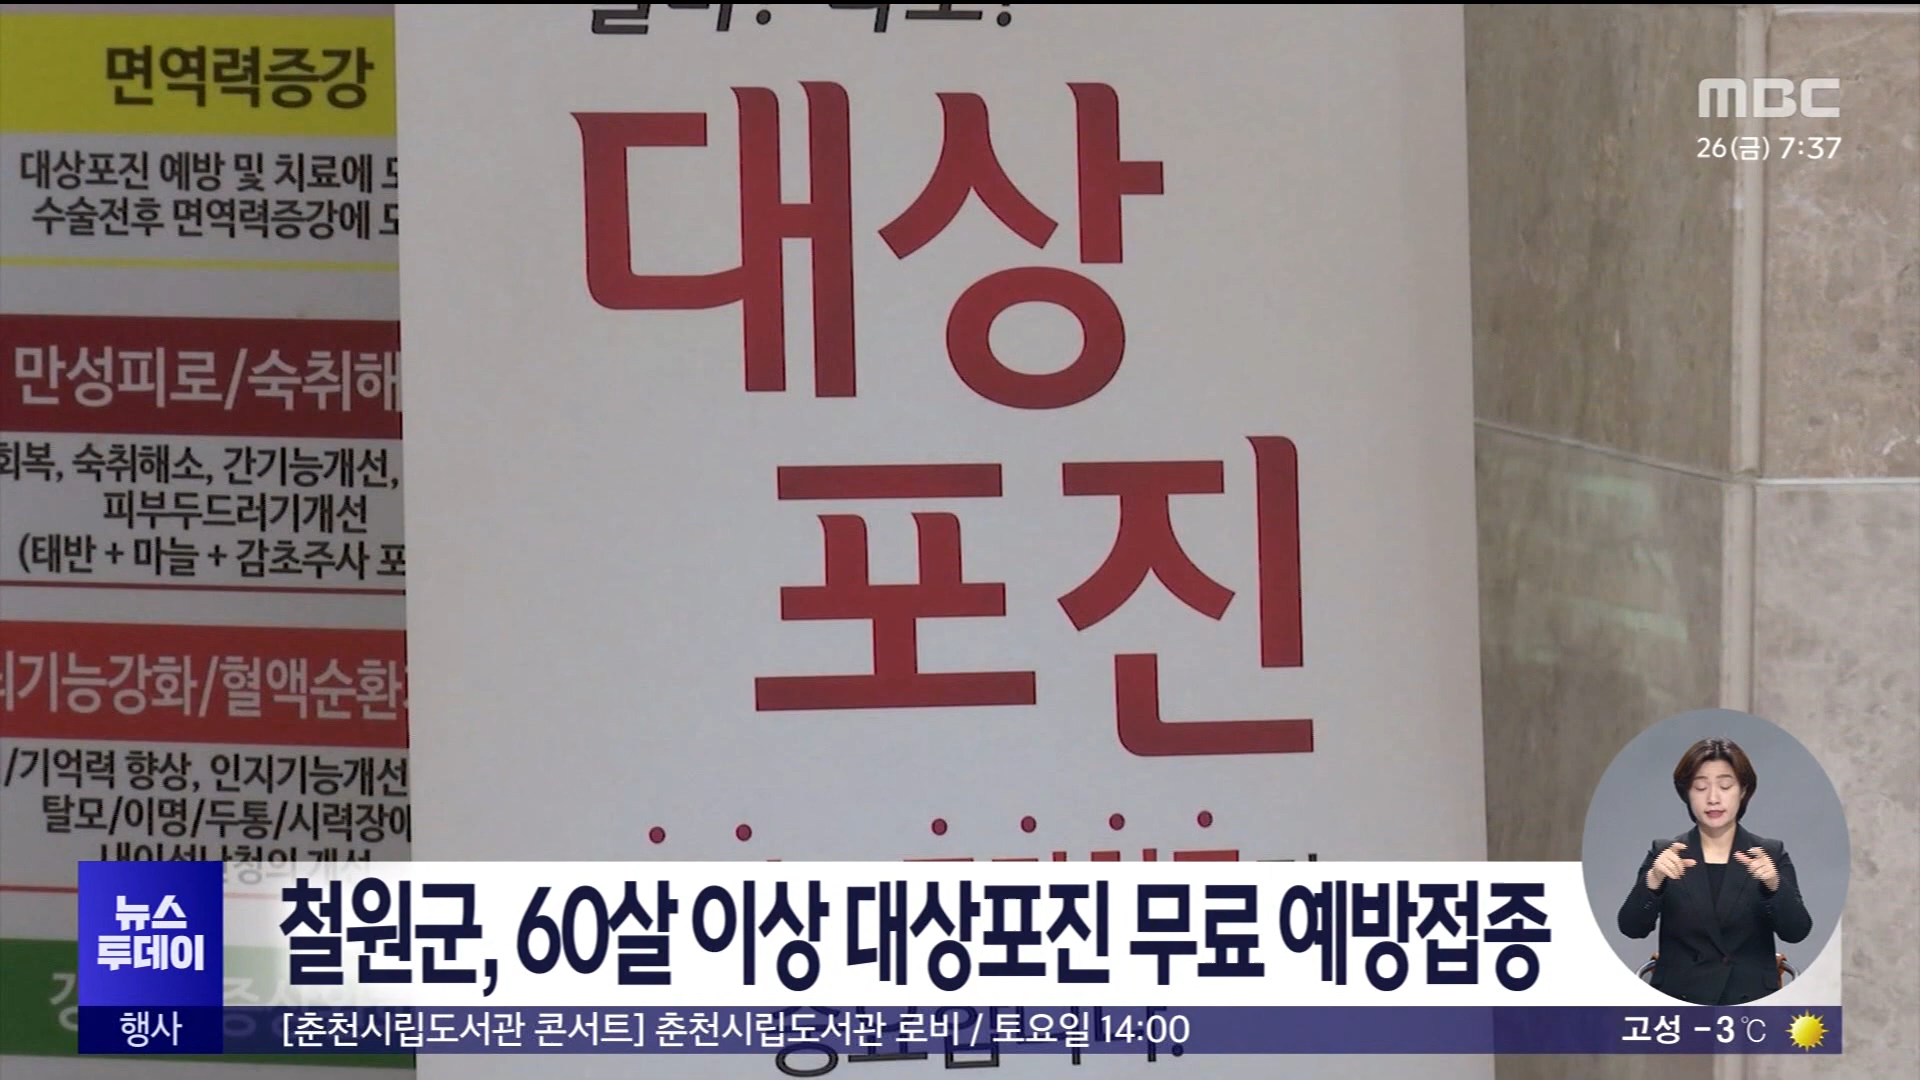 면역력증강
대상포진 예방 및 치료에
수술전후 면역력증강에
만성피로/숙취해
회복, 숙취해소, 간기능개선,
피부두드러기개선
(태반 + 마늘 + 감초주사
뇌기능강화/혈액순환
/기억력 향상, 인지기능개선
탈모/이명/두통/시력장애
대상
포진
MBC
26(금) 7:37
뉴스
투데이
철원군, 60살 이상 대상포진 무료 예방접종
행사
[춘천시립도서관 콘서트] 춘천시립도서관 로비 / 토요일 14:00
고성 -3℃